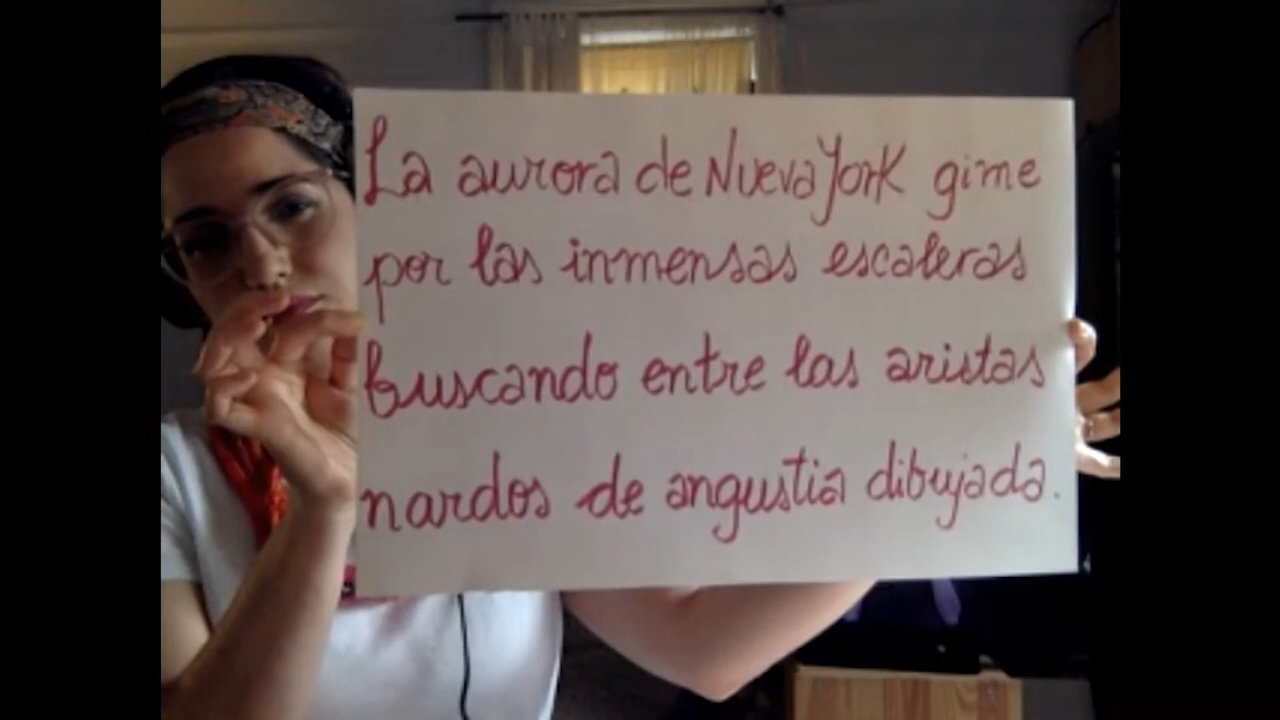 La aurora de Nueva York gime
por las inmensas escaleras
buscando entre las aristas
nardos de angustia dibujada.